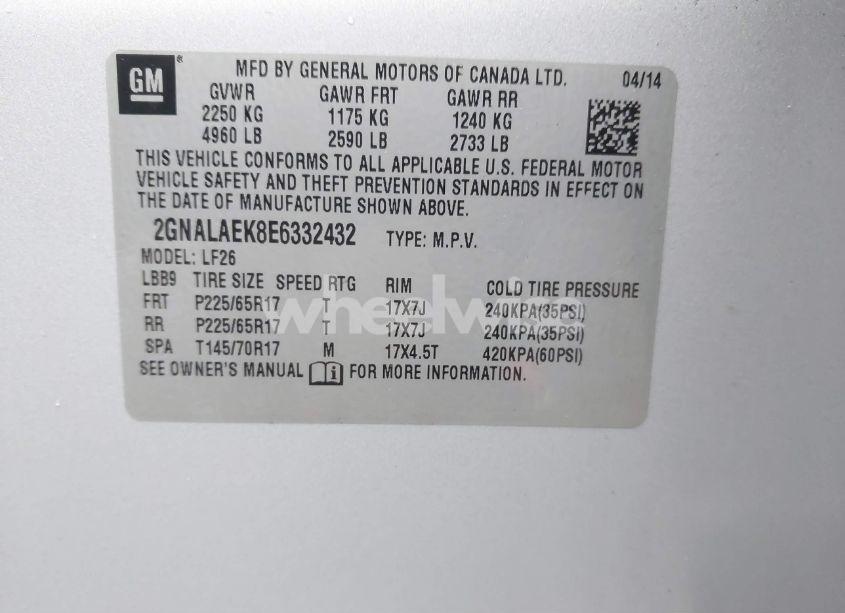 GM®
MFD BY GENERAL MOTORS OF CANADA LTD. 04/14
GVWR GAWR FRT GAWR RR
2250 KG 1175 KG 1240 KG
4960 LB 2590 LB 2733 LB
THIS VEHICLE CONFORMS TO ALL APPLICABLE U.S. FEDERAL MOTOR
VEHICLE SAFETY AND THEFT PREVENTION STANDARDS IN EFFECT ON
THE DATE OF MANUFACTURE SHOWN ABOVE.
2GNALAEK8E6332432 TYPE: M.P.V.
MODEL: LF26
LBB9 TIRE SIZE SPEED RTG RIM COLD TIRE PRESSURE
FRT P225/65R17 T 17X7J 240KPA(35PSI)
RR P225/65R17 T 17X7J 240KPA(35PSI)
SPA T145/70R17 M 17X4.5T 420KPA(60PSI)
SEE OWNER'S MANUAL i FOR MORE INFORMATION.